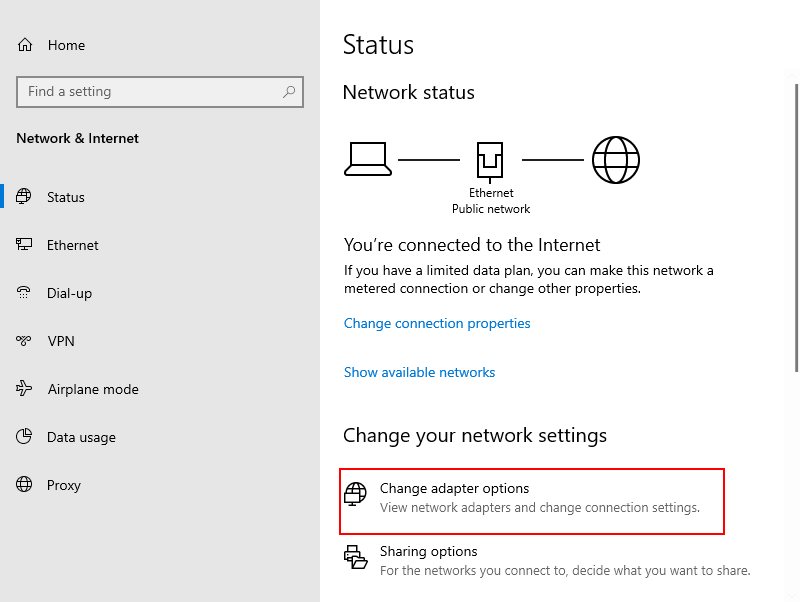 Home
Find a setting
Network & Internet
Status
Ethernet
Dial-up
VPN
Airplane mode
Data usage
Proxy
Status
Network status
Ethernet
Public network
You're connected to the Internet
If you have a limited data plan, you can make this network a
metered connection or change other properties.
Change connection properties
Show available networks
Change your network settings
Change adapter options
View network adapters and change connection settings.
Sharing options
For the networks you connect to, decide what you want to share.